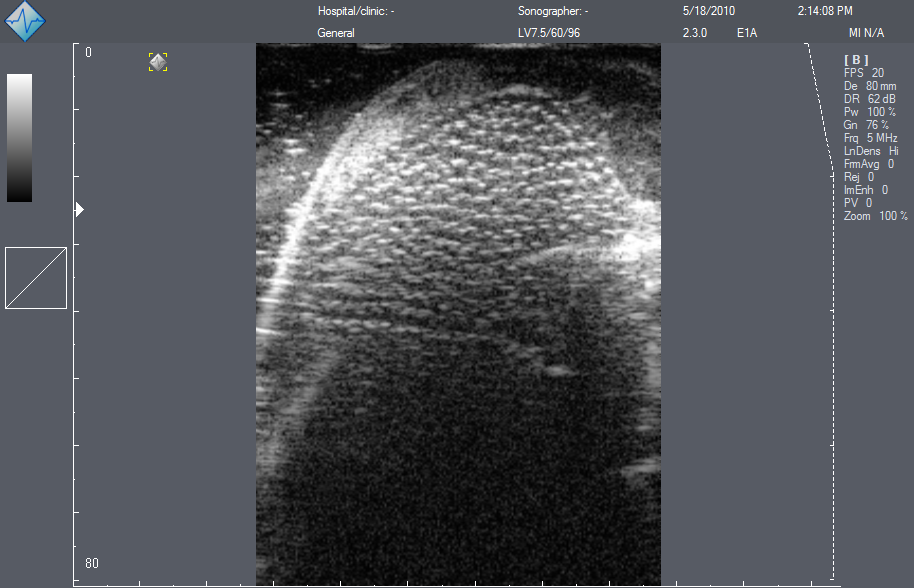 Hospital/clinic: - Sonographer: - 5/18/2010 2:14:08 PM
General LV7.5/60/96 2.3.0 E1A MI N/A
0
[ B ]
FPS 20
De 80 mm
DR 62 dB
Pw 100 %
Gn 76 %
Frq 5 MHz
LnDens Hi
FrmAvg 0
Rej 0
ImEnh 0
PV 0
Zoom 100 %
80